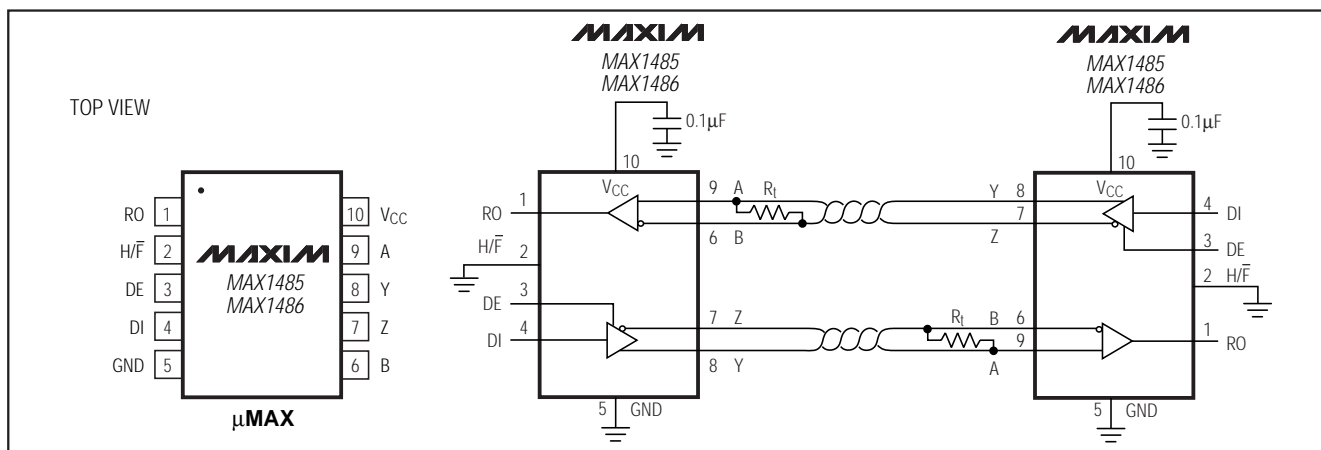 TOP VIEW
MAXIM
MAX1485
MAX1486
RO 1
H/F̅ 2
DE 3
DI 4
GND 5
10 VCC
9 A
8 Y
7 Z
6 B
µMAX
MAXIM
MAX1485
MAX1486
0.1µF
10
VCC
1
RO
H/F̅ 2
3
DE
4
DI
5 GND
9 A Rt
6 B
7 Z
8 Y
MAXIM
MAX1485
MAX1486
0.1µF
10
VCC
Y 8
7
Z
4 DI
3
DE
2 H/F̅
Rt B 6
9
A
1
RO
5 GND